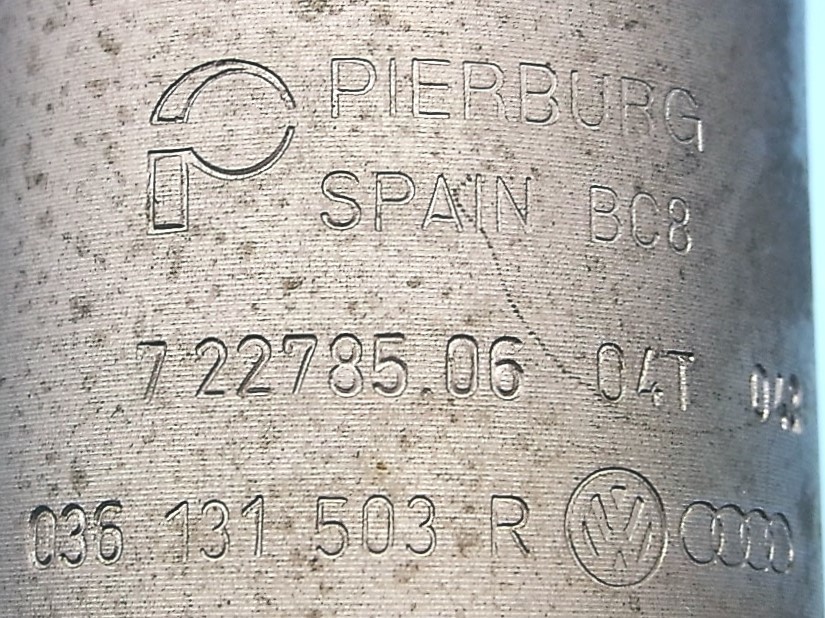 PIERBURG
SPAIN BC8
7 22785.06 04T
036 131 503 R